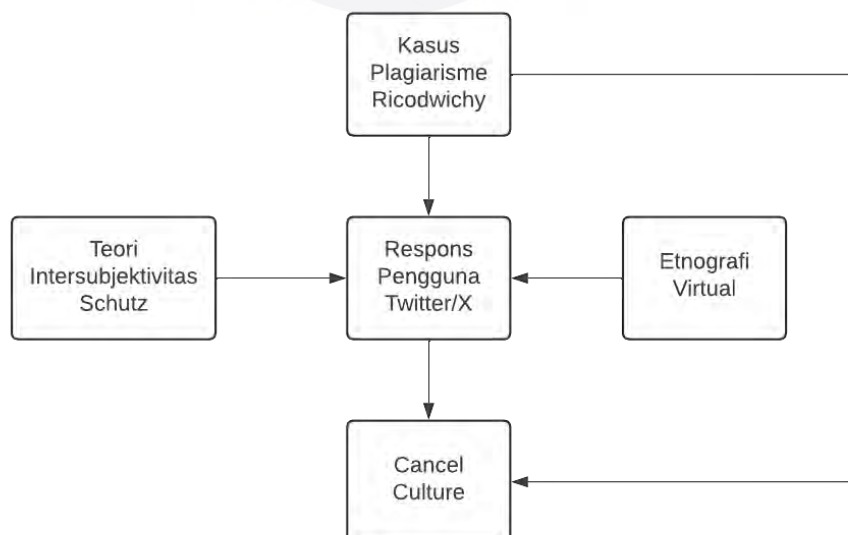 Kasus
Plagiarisme
Ricodwichy
Teori
Intersubjektivitas
Schutz
Respons
Pengguna
Twitter/X
Etnografi
Virtual
Cancel
Culture